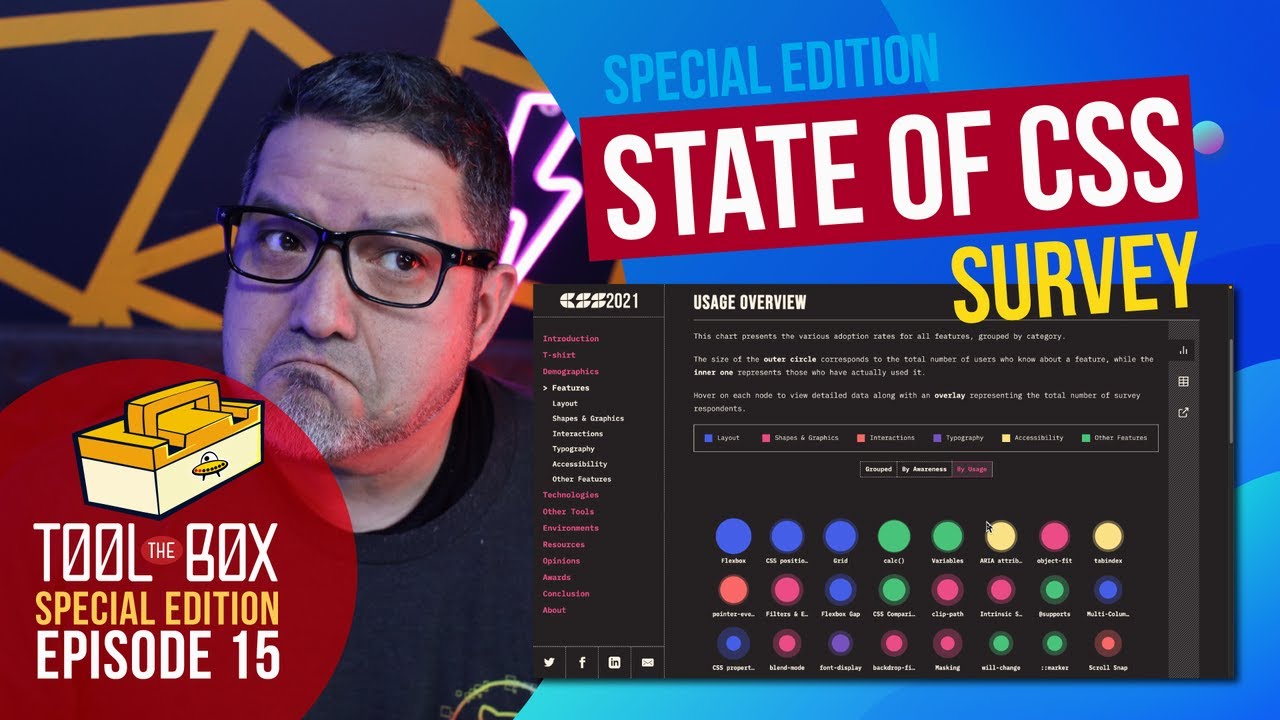 SPECIAL EDITION
STATE OF CSS
SURVEY
TOOL THE BOX
SPECIAL EDITION
EPISODE 15
CSS2021
Introduction
T-shirt
Demographics
> Features
Layout
Shapes & Graphics
Interactions
Typography
Accessibility
Other Features
Technologies
Other Tools
Environments
Resources
Opinions
Awards
Conclusion
About
USAGE OVERVIEW
This chart presents the various adoption rates for all features, grouped by category.
The size of the outer circle corresponds to the total number of users who know about a feature, while the
inner one represents those who have actually used it.
Hover on each node to view detailed data along with an overlay representing the total number of survey
respondents.
Layout Shapes & Graphics Interactions Typography Accessibility Other Features
Grouped By Awareness By Usage
Flexbox CSS positio… Grid calc() Variables ARIA attrib… object-fit tabindex
pointer-eve… Filters & E… Flexbox Gap CSS Compari… clip-path Intrinsic S… @supports Multi-Colum…
CSS propert… blend-mode font-display backdrop-fi… Masking will-change ::marker Scroll Snap